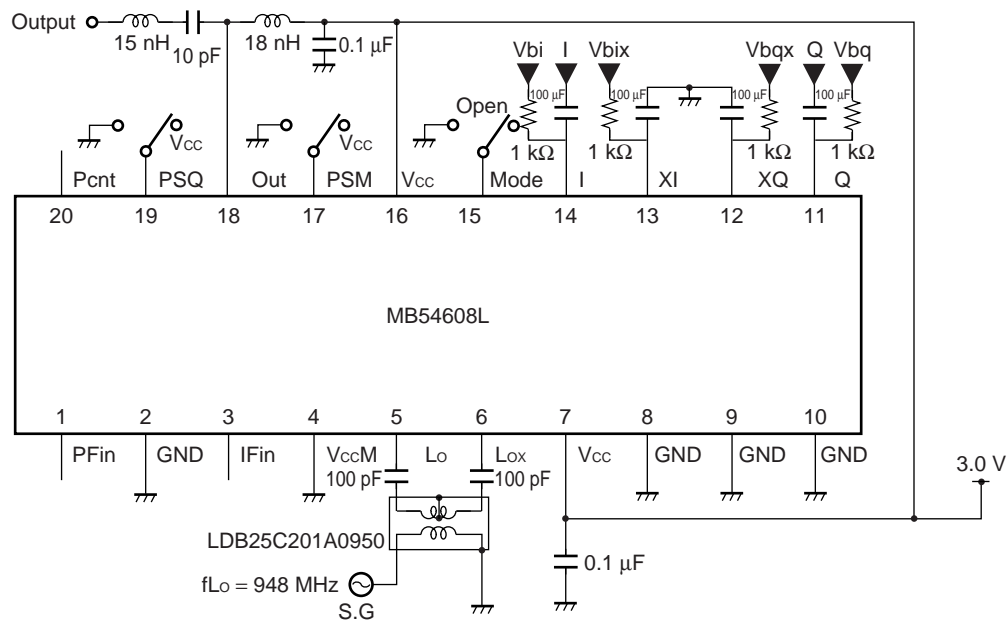 Output
15 nH
10 pF
18 nH
0.1 µF
Vbi I Vbix Vbqx Q Vbq
100 µF 100 µF 100 µF 100 µF
Open
VCC VCC
1 kΩ 1 kΩ 1 kΩ 1 kΩ
Pcnt PSQ Out PSM VCC Mode I XI XQ Q
20 19 18 17 16 15 14 13 12 11
MB54608L
1 2 3 4 5 6 7 8 9 10
PFin GND IFin VCCM LO LOX VCC GND GND GND
100 pF 100 pF
3.0 V
LDB25C201A0950
0.1 µF
fLO = 948 MHz
S.G